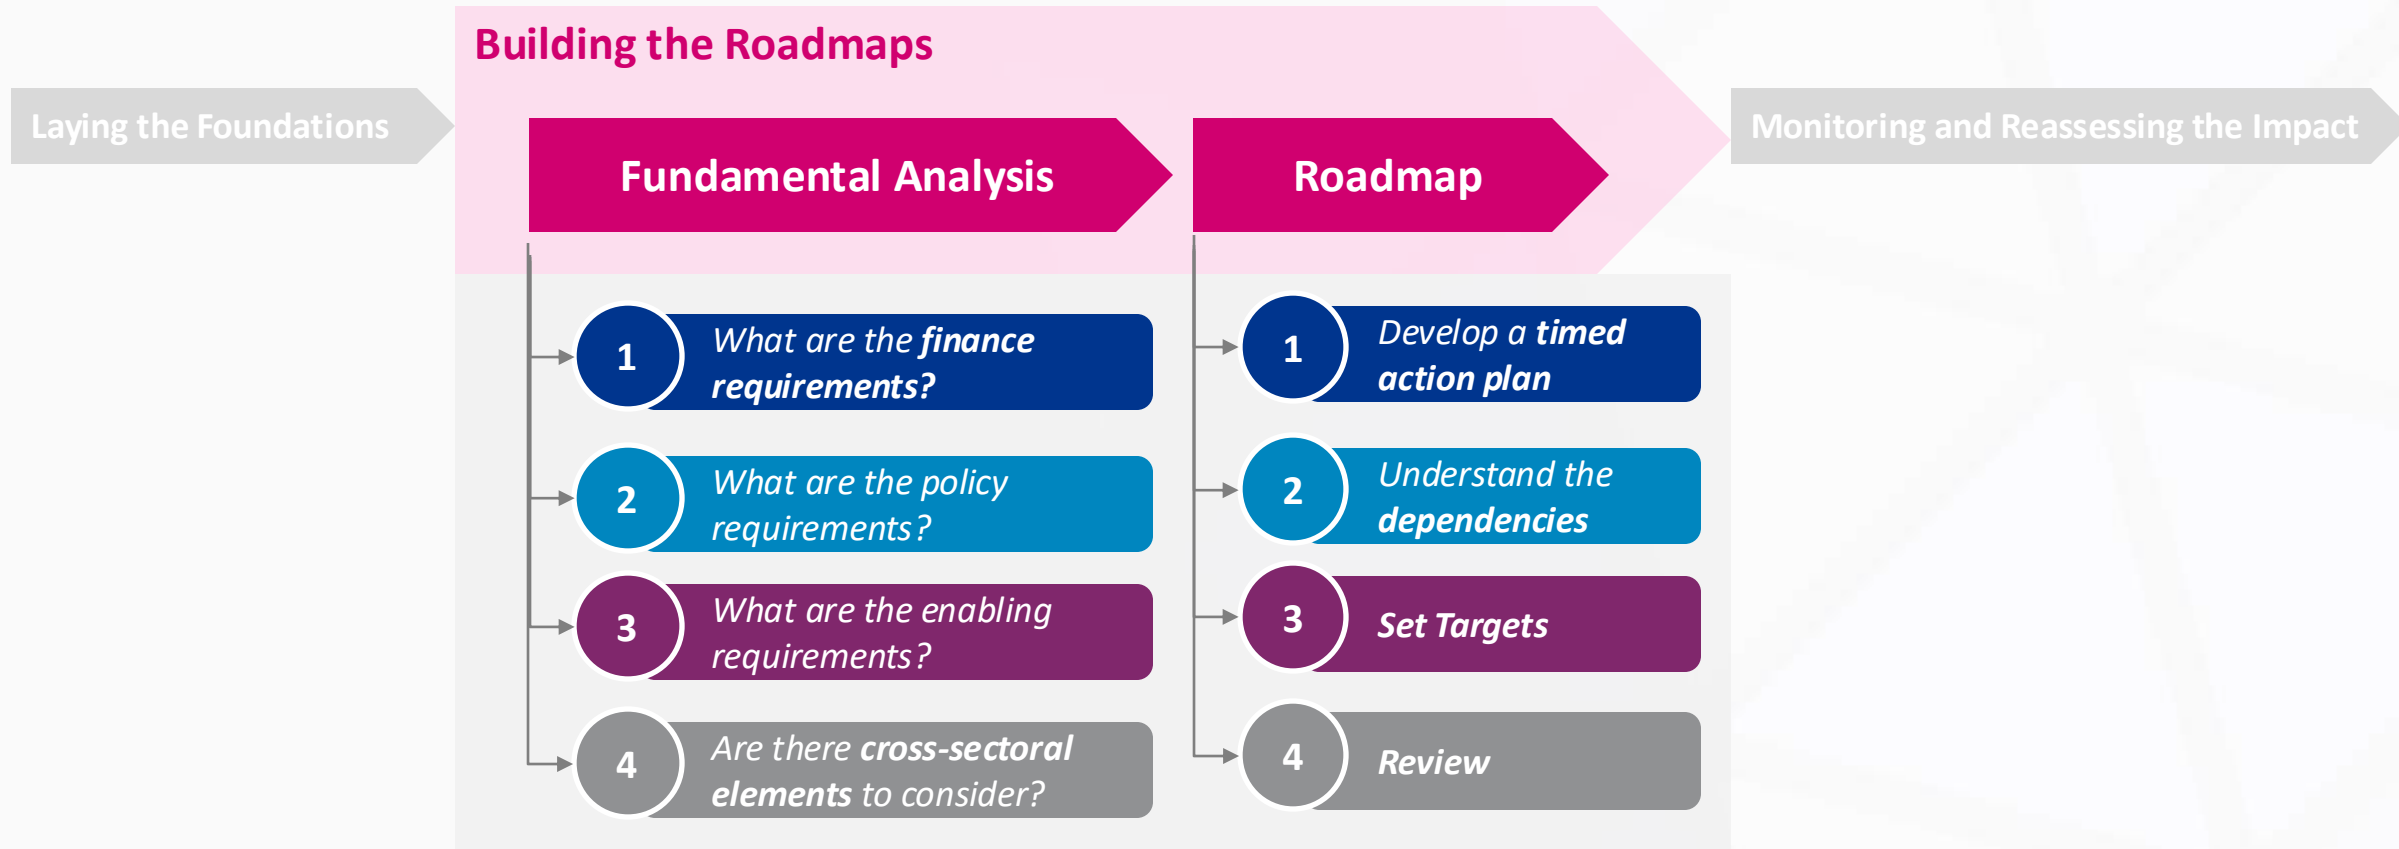 Building the Roadmaps
Laying the Foundations
Monitoring and Reassessing the Impact
Fundamental Analysis
1
What are the finance
requirements?
2
What are the policy
requirements?
3
What are the enabling
requirements?
4
Are there cross-sectoral
elements to consider?
Roadmap
1
Develop a timed
action plan
2
Understand the
dependencies
3
Set Targets
4
Review